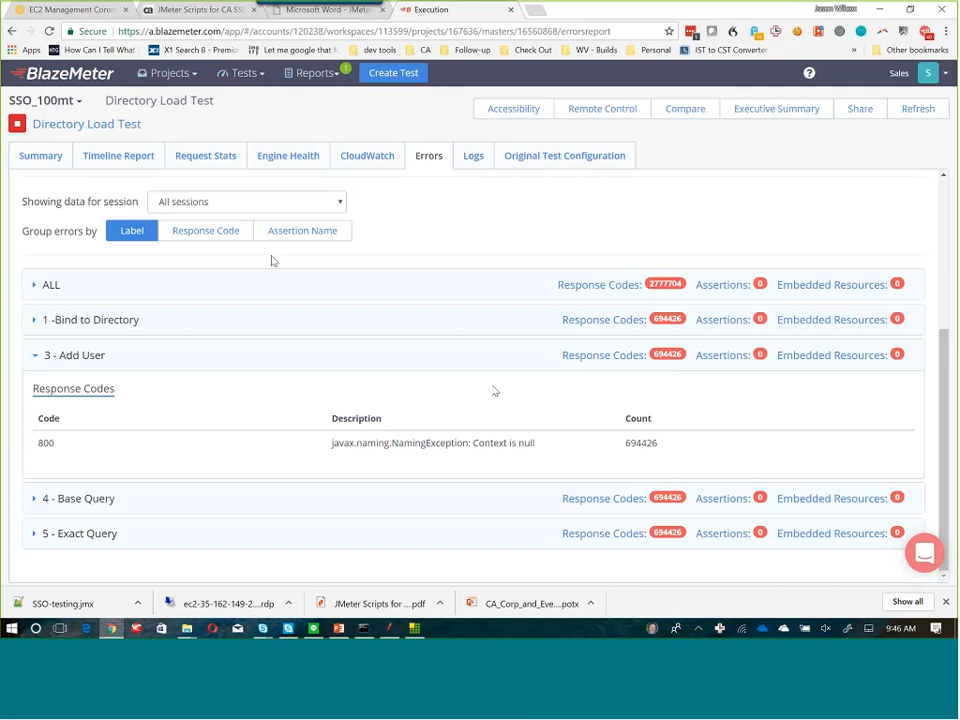 EC2 Management Cons
ca JMeter Scripts for CA SS
Microsoft Word - JMete
Execution
Jason Wilcox
Secure https://a.blazemeter.com/app/#/accounts/120238/workspaces/113599/projects/167636/masters/16560868/errorsreport
Apps
How Can I Tell What
X1 Search 8 - Premie
Let me google that
dev tools
CA
Follow-up
Check Out
WV - Builds
Personal
IST to CST Converter
»
Other bookmarks
BlazeMeter
Projects
Tests
Reports
1
Create Test
Sales
S
SSO_100mt
Directory Load Test
Directory Load Test
Accessibility
Remote Control
Compare
Executive Summary
Share
Refresh
Summary
Timeline Report
Request Stats
Engine Health
CloudWatch
Errors
Logs
Original Test Configuration
Showing data for session
All sessions
Group errors by
Label
Response Code
Assertion Name
ALL
Response Codes: 2777704
Assertions: 0
Embedded Resources: 0
1 -Bind to Directory
Response Codes: 694426
Assertions: 0
Embedded Resources: 0
3 - Add User
Response Codes: 694426
Assertions: 0
Embedded Resources: 0
Response Codes
Code
Description
Count
800
javax.naming.NamingException: Context is null
694426
4 - Base Query
Response Codes: 694426
Assertions: 0
Embedded Resources: 0
5 - Exact Query
Response Codes: 694426
Assertions: 0
Embedded Resources: 0
SSO-testing.jmx
ec2-35-162-149-2....rdp
JMeter Scripts for ....pdf
CA_Corp_and_Eve....potx
Show all
9:46 AM